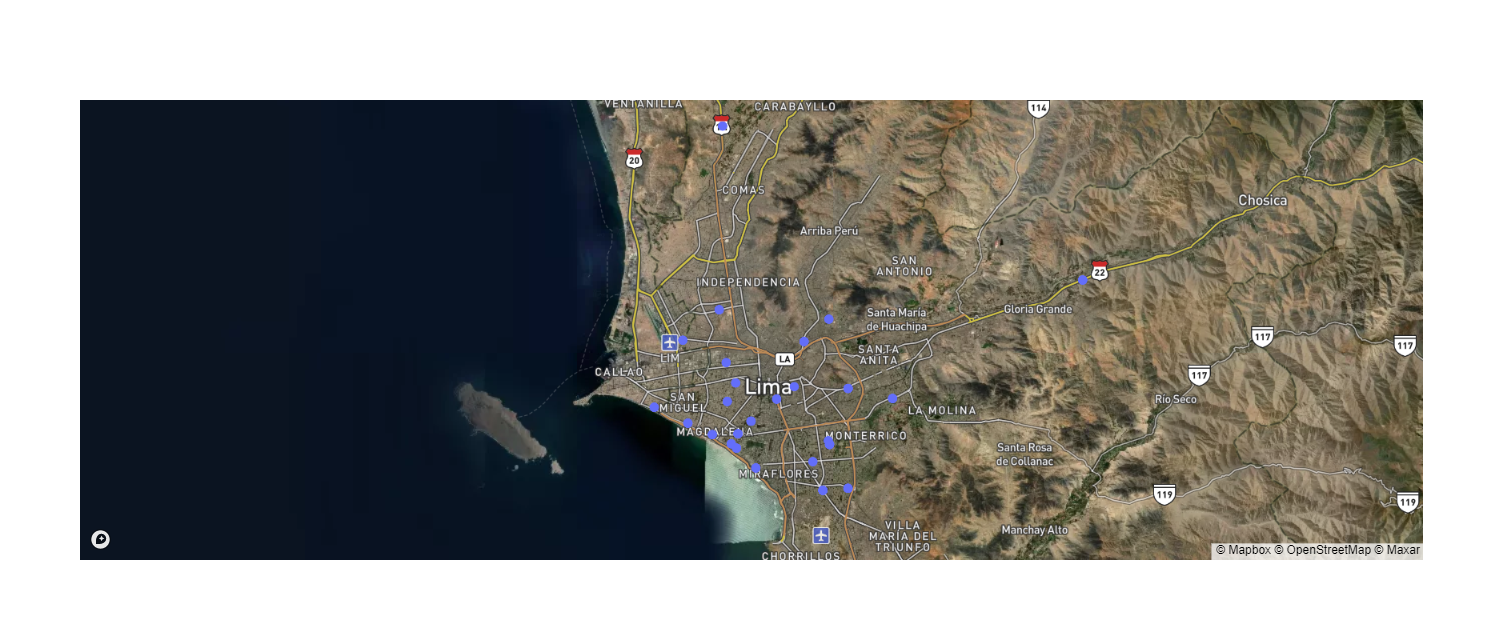 VENTANILLA
CARABAYLLO
114
20
COMAS
Chosica
Arriba Perú
SAN
ANTONIO
22
INDEPENDENCIA
Gloria Grande
Santa María
de Huachipa
117
117
LIM
LA
SANTA
ANITA
CALLAO
117
Lima
SAN
MIGUEL
Río Seco
LA MOLINA
MAGDALENA
MONTERRICO
Santa Rosa
de Collanac
MIRAFLORES
119
119
VILLA
MARÍA DEL
TRIUNFO
Manchay Alto
CHORRILLOS
© Mapbox © OpenStreetMap © Maxar